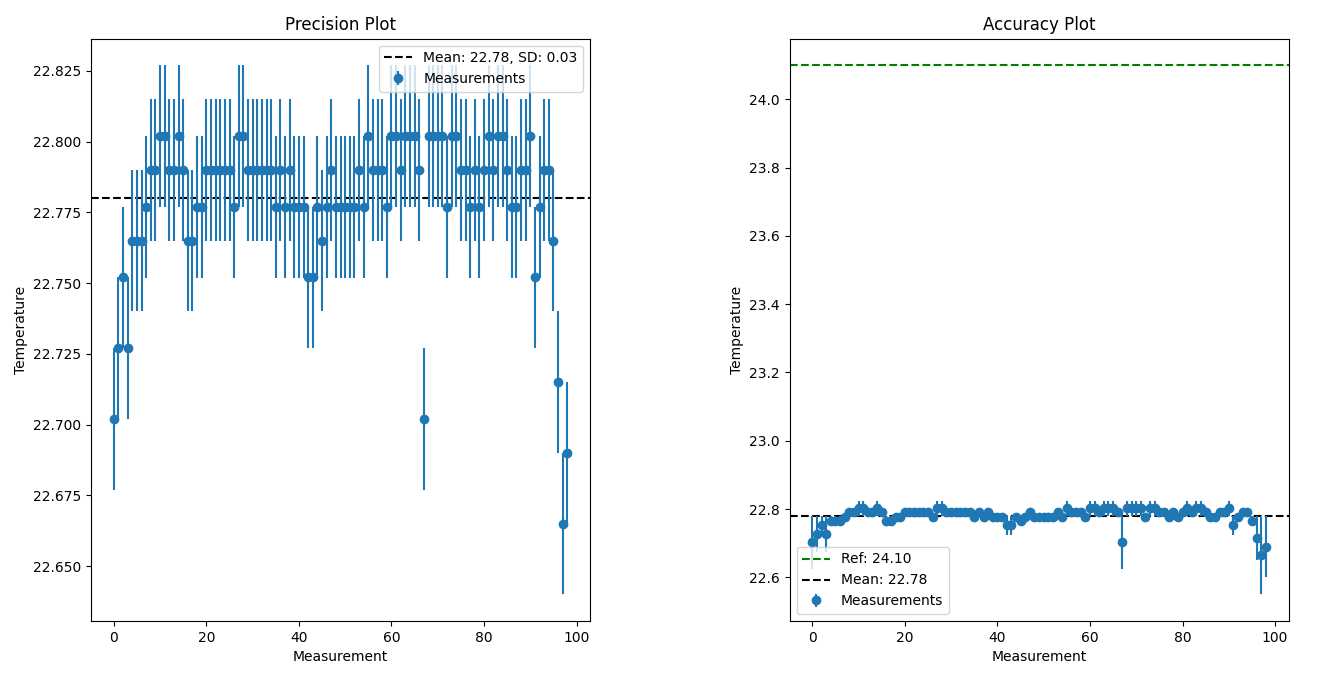 Precision Plot
Mean: 22.78, SD: 0.03
Measurements
22.825
22.800
22.775
22.750
22.725
22.700
22.675
22.650
Temperature
0 20 40 60 80 100
Measurement
Accuracy Plot
24.0
23.8
23.6
23.4
23.2
23.0
22.8
22.6
Temperature
Ref: 24.10
Mean: 22.78
Measurements
0 20 40 60 80 100
Measurement